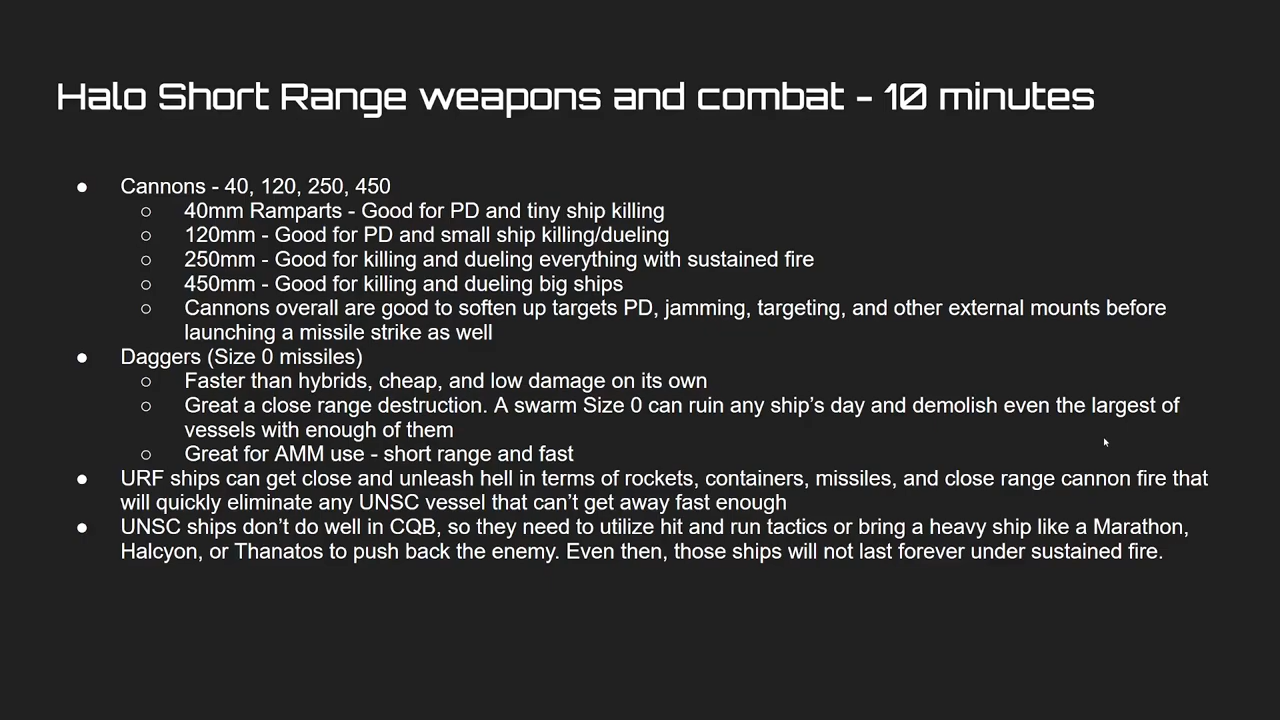 Halo Short Range weapons and combat - 10 minutes
● Cannons - 40, 120, 250, 450
○ 40mm Ramparts - Good for PD and tiny ship killing
○ 120mm - Good for PD and small ship killing/dueling
○ 250mm - Good for killing and dueling everything with sustained fire
○ 450mm - Good for killing and dueling big ships
○ Cannons overall are good to soften up targets PD, jamming, targeting, and other external mounts before
launching a missile strike as well
● Daggers (Size 0 missiles)
○ Faster than hybrids, cheap, and low damage on its own
○ Great a close range destruction. A swarm Size 0 can ruin any ship's day and demolish even the largest of
vessels with enough of them
○ Great for AMM use - short range and fast
● URF ships can get close and unleash hell in terms of rockets, containers, missiles, and close range cannon fire that
will quickly eliminate any UNSC vessel that can't get away fast enough
● UNSC ships don't do well in CQB, so they need to utilize hit and run tactics or bring a heavy ship like a Marathon,
Halcyon, or Thanatos to push back the enemy. Even then, those ships will not last forever under sustained fire.